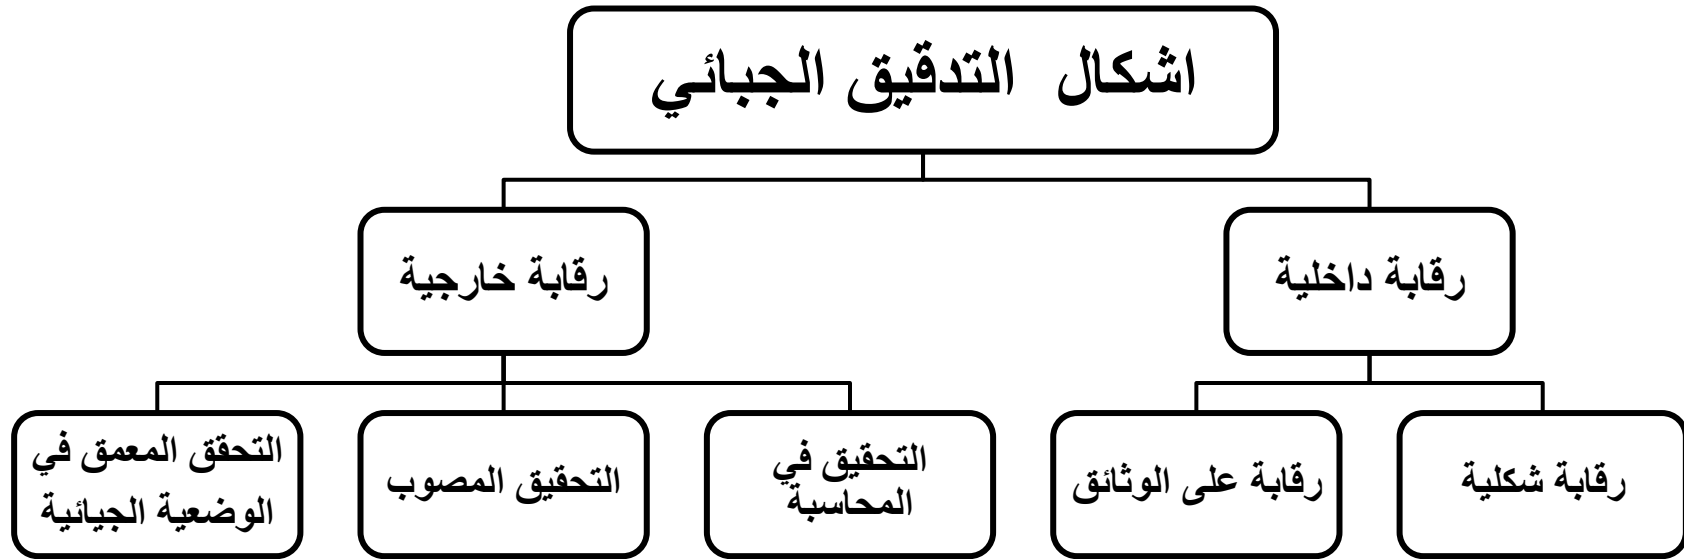 اشكال التدقيق الجبائي
رقابة داخلية
رقابة خارجية
رقابة شكلية
رقابة على الوثائق
التحقيق في
المحاسبة
التحقيق المصوب
التحقق المعمق في
الوضعية الجيائية